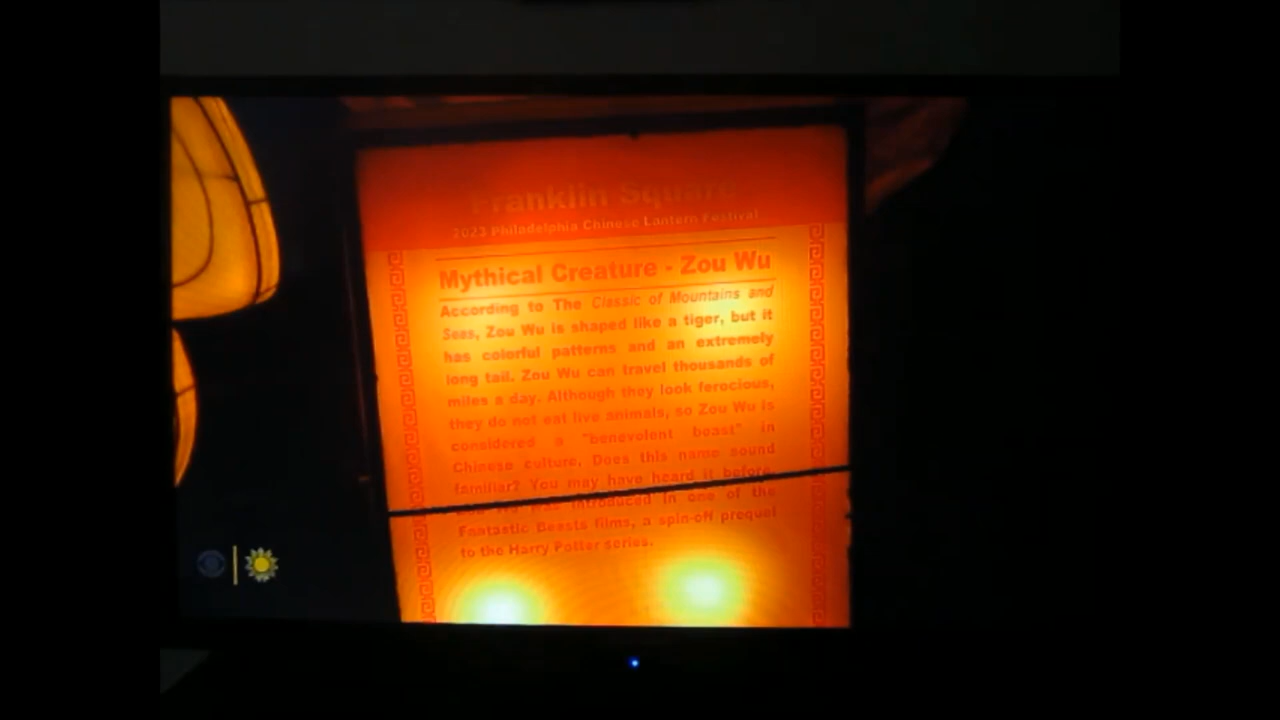 Franklin Square
2023 Philadelphia Chinese Lantern Festival
Mythical Creature - Zou Wu
According to The Classic of Mountains and
Seas, Zou Wu is shaped like a tiger, but it
has colorful patterns and an extremely
long tail. Zou Wu can travel thousands of
miles a day. Although they look ferocious,
they do not eat live animals, so Zou Wu is
considered a "benevolent beast" in
Chinese culture. Does this name sound
familiar? You may have heard it before,
Wu was introduced in one of the
Fantastic Beasts films, a spin-off prequel
to the Harry Potter series.